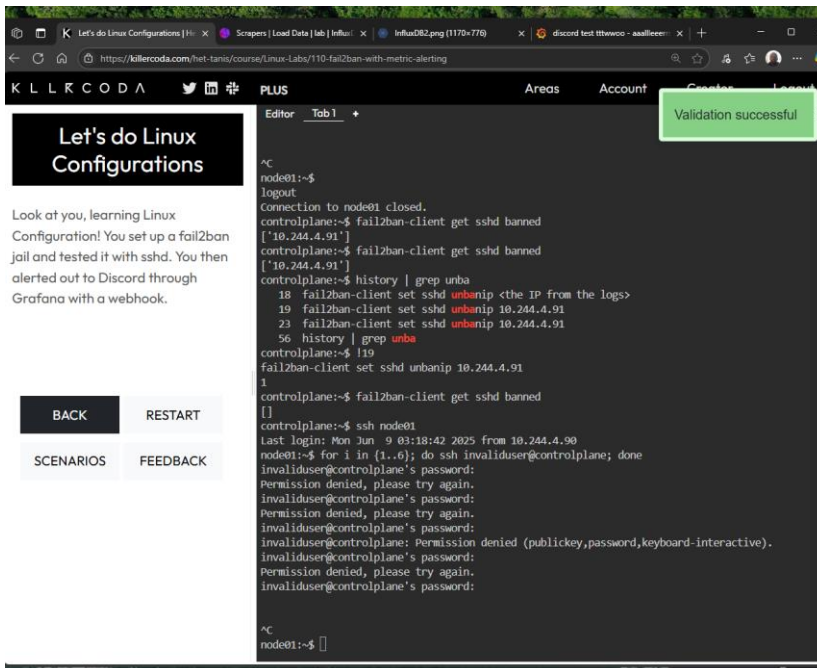 Let's do Linux Configurations | H
Scrapers | Load Data | lab | Influx
InfluxDB2.png (1170×776)
discord test tttwwoo - aaallleeerr
https://killercoda.com/het-tanis/course/Linux-Labs/110-fail2ban-with-metric-alerting
KLLRCODA
PLUS
Areas
Account
Creator
Logout
Validation successful
Editor Tab 1 +
Let's do Linux
Configurations
Look at you, learning Linux
Configuration! You set up a fail2ban
jail and tested it with sshd. You then
alerted out to Discord through
Grafana with a webhook.
BACK
RESTART
SCENARIOS
FEEDBACK
^C
node01:~$
logout
Connection to node01 closed.
controlplane:~$ fail2ban-client get sshd banned
['10.244.4.91']
controlplane:~$ fail2ban-client get sshd banned
['10.244.4.91']
controlplane:~$ history | grep unba
18 fail2ban-client set sshd unbanip <the IP from the logs>
19 fail2ban-client set sshd unbanip 10.244.4.91
23 fail2ban-client set sshd unbanip 10.244.4.91
56 history | grep unba
controlplane:~$ !19
fail2ban-client set sshd unbanip 10.244.4.91
1
controlplane:~$ fail2ban-client get sshd banned
[]
controlplane:~$ ssh node01
Last login: Mon Jun 9 03:18:42 2025 from 10.244.4.90
node01:~$ for i in {1..6}; do ssh invaliduser@controlplane; done
invaliduser@controlplane's password:
Permission denied, please try again.
invaliduser@controlplane's password:
Permission denied, please try again.
invaliduser@controlplane's password:
invaliduser@controlplane: Permission denied (publickey,password,keyboard-interactive).
invaliduser@controlplane's password:
Permission denied, please try again.
invaliduser@controlplane's password:
^C
node01:~$